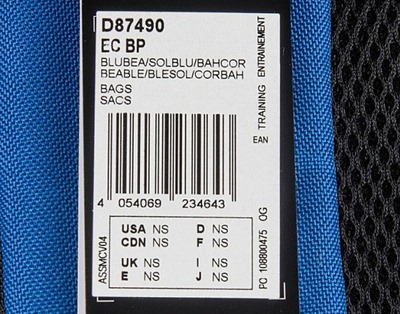 D87490
EC BP
BLUBEA/SOLBLU/BAHCOR
BEABLE/BLESOL/CORBAH
BAGS
SACS
TRAINING ENTRAINEMENT
EAN
4 054069 234643
USA NS D NS
CDN NS F NS
UK NS I NS
E NS J NS
ASSMCV04
PC 108800475 OG